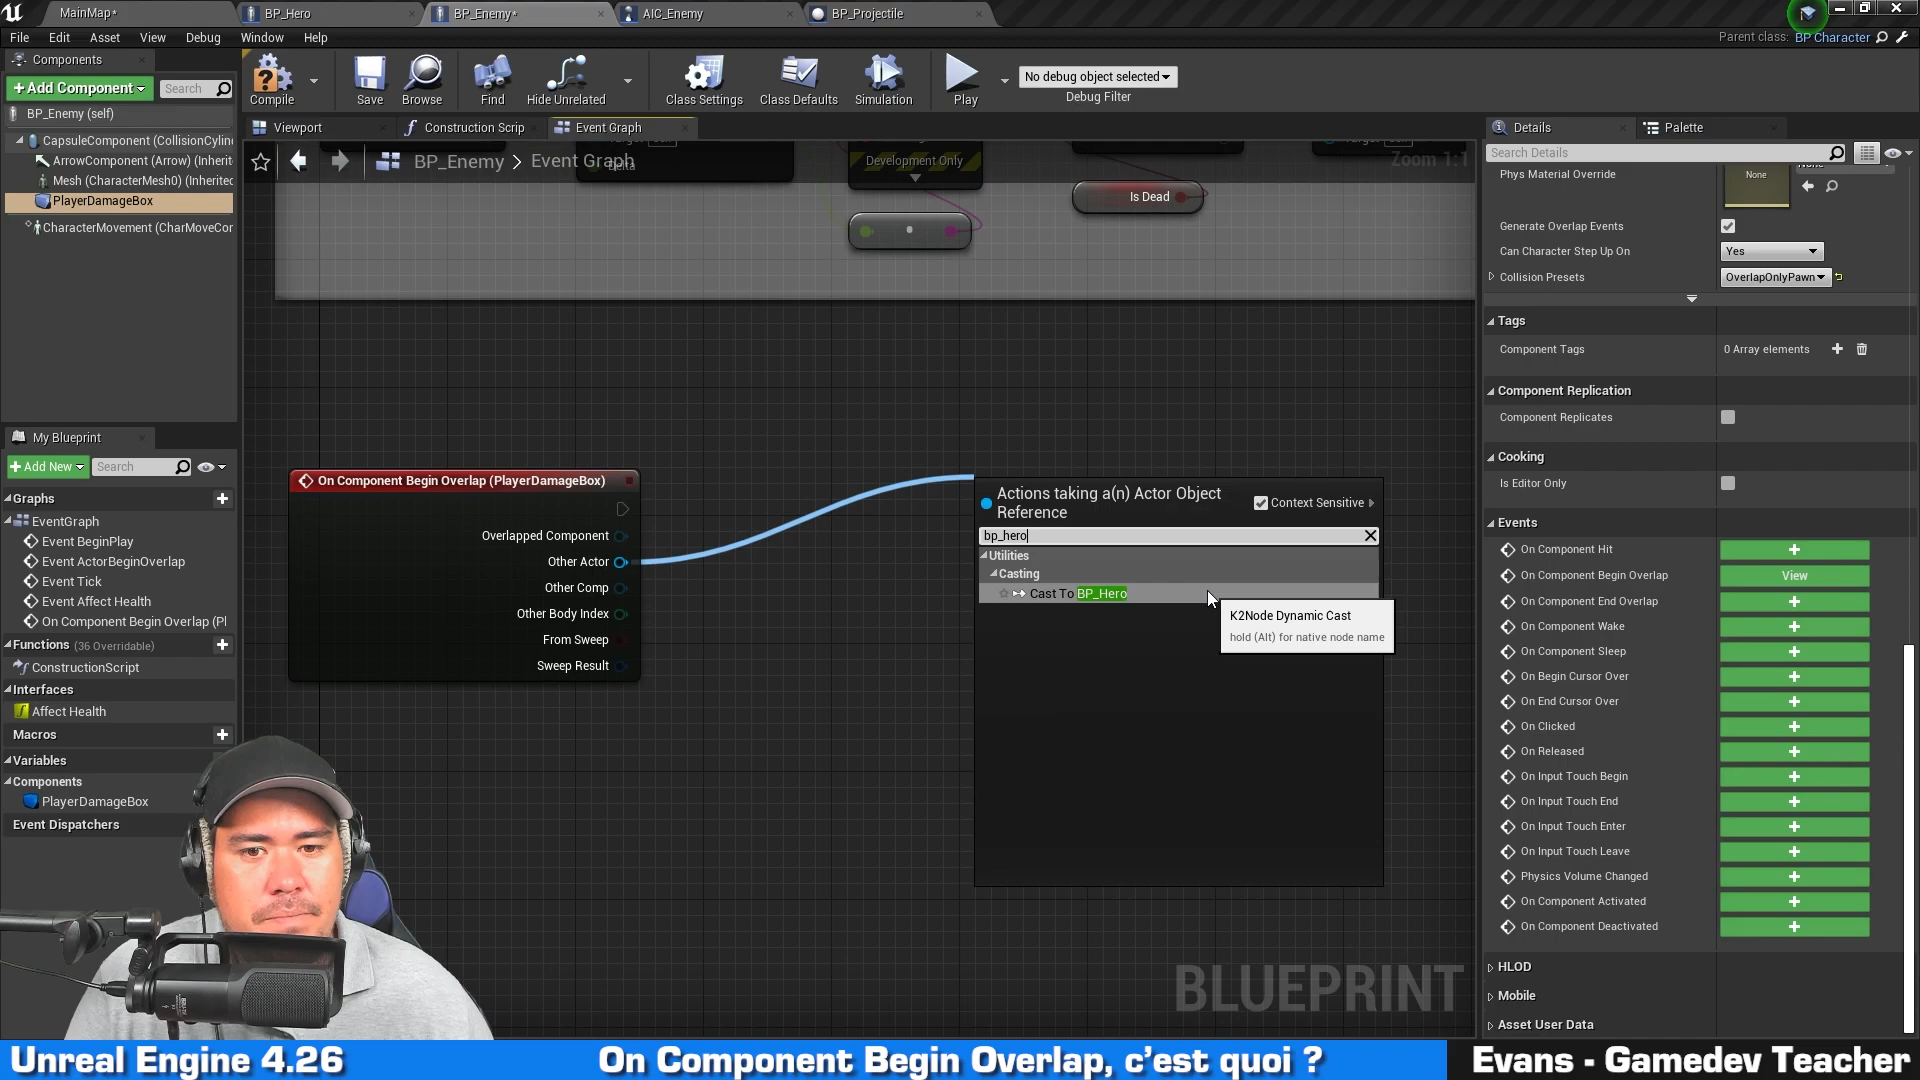 MainMap*
BP_Hero
BP_Enemy*
AIC_Enemy
BP_Projectile
File Edit Asset View Debug Window Help
Parent class: BP Character
Components
+Add Component
Search
BP_Enemy (self)
CapsuleComponent (CollisionCylin
ArrowComponent (Arrow) (Inherit
Mesh (CharacterMesh0) (Inherited
PlayerDamageBox
CharacterMovement (CharMoveCor
Compile
Save
Browse
Find
Hide Unrelated
Class Settings
Class Defaults
Simulation
Play
No debug object selected
Debug Filter
Viewport
Construction Scrip
Event Graph
BP_Enemy > Event Graph
Zoom 1:1
Delta
Development Only
Is Dead
My Blueprint
+Add New
Search
Graphs
EventGraph
Event BeginPlay
Event ActorBeginOverlap
Event Tick
Event Affect Health
On Component Begin Overlap (Pl
Functions (36 Overridable)
ConstructionScript
Interfaces
Affect Health
Macros
Variables
Components
PlayerDamageBox
Event Dispatchers
On Component Begin Overlap (PlayerDamageBox)
Overlapped Component
Other Actor
Other Comp
Other Body Index
From Sweep
Sweep Result
Actions taking a(n) Actor Object
Reference
Context Sensitive
bp_hero
Utilities
Casting
Cast To BP_Hero
K2Node Dynamic Cast
hold (Alt) for native node name
BLUEPRINT
Details
Palette
Search Details
Phys Material Override
None
Generate Overlap Events
Can Character Step Up On
Yes
Collision Presets
OverlapOnlyPawn
Tags
Component Tags
0 Array elements
Component Replication
Component Replicates
Cooking
Is Editor Only
Events
On Component Hit
On Component Begin Overlap
View
On Component End Overlap
On Component Wake
On Component Sleep
On Begin Cursor Over
On End Cursor Over
On Clicked
On Released
On Input Touch Begin
On Input Touch End
On Input Touch Enter
On Input Touch Leave
Physics Volume Changed
On Component Activated
On Component Deactivated
HLOD
Mobile
Asset User Data
Unreal Engine 4.26
On Component Begin Overlap, c'est quoi ?
Evans - Gamedev Teacher